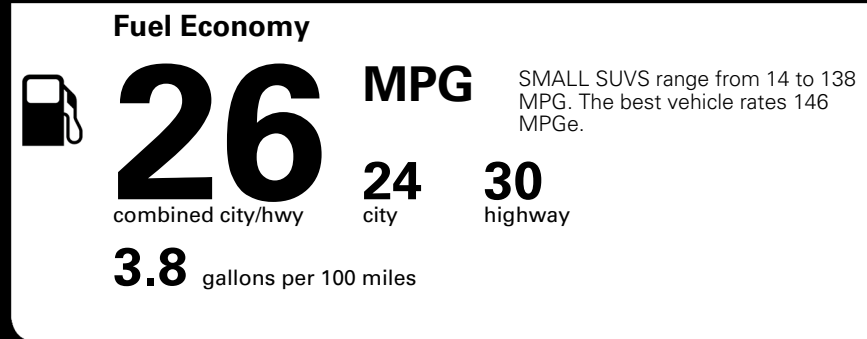 Fuel Economy
26 MPG
SMALL SUVS range from 14 to 138
MPG. The best vehicle rates 146
MPGe.
combined city/hwy
24
city
30
highway
3.8 gallons per 100 miles